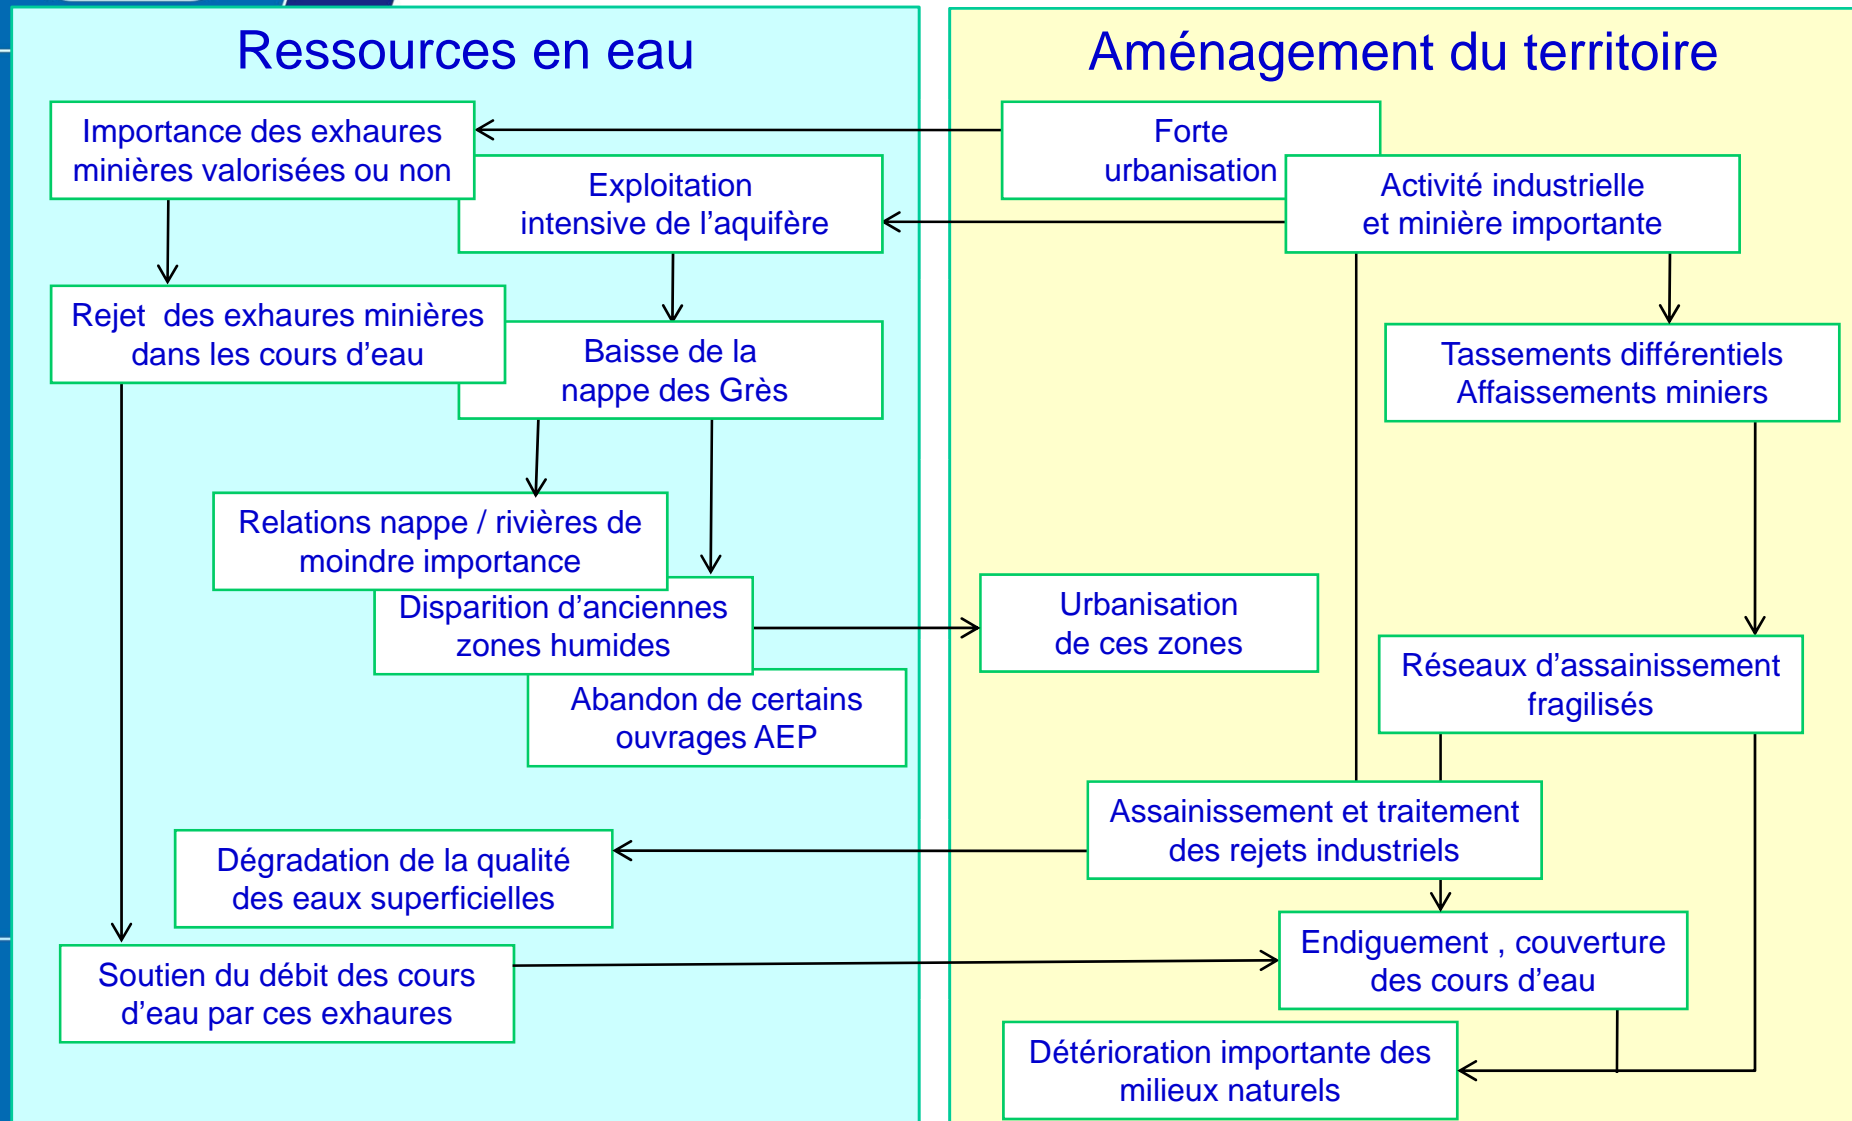 Ressources en eau
Importance des exhaures
minières valorisées ou non
Exploitation
intensive de l’aquifère
Rejet  des exhaures minières
dans les cours d’eau
Baisse de la
nappe des Grès
Relations nappe / rivières de
moindre importance
Disparition d’anciennes
zones humides
Abandon de certains
ouvrages AEP
Dégradation de la qualité
des eaux superficielles
Soutien du débit des cours
d’eau par ces exhaures
Aménagement du territoire
Forte
urbanisation
Activité industrielle
et minière importante
Tassements différentiels
Affaissements miniers
Urbanisation
de ces zones
Réseaux d’assainissement
fragilisés
Assainissement et traitement
des rejets industriels
Endiguement , couverture
des cours d’eau
Détérioration importante des
milieux naturels